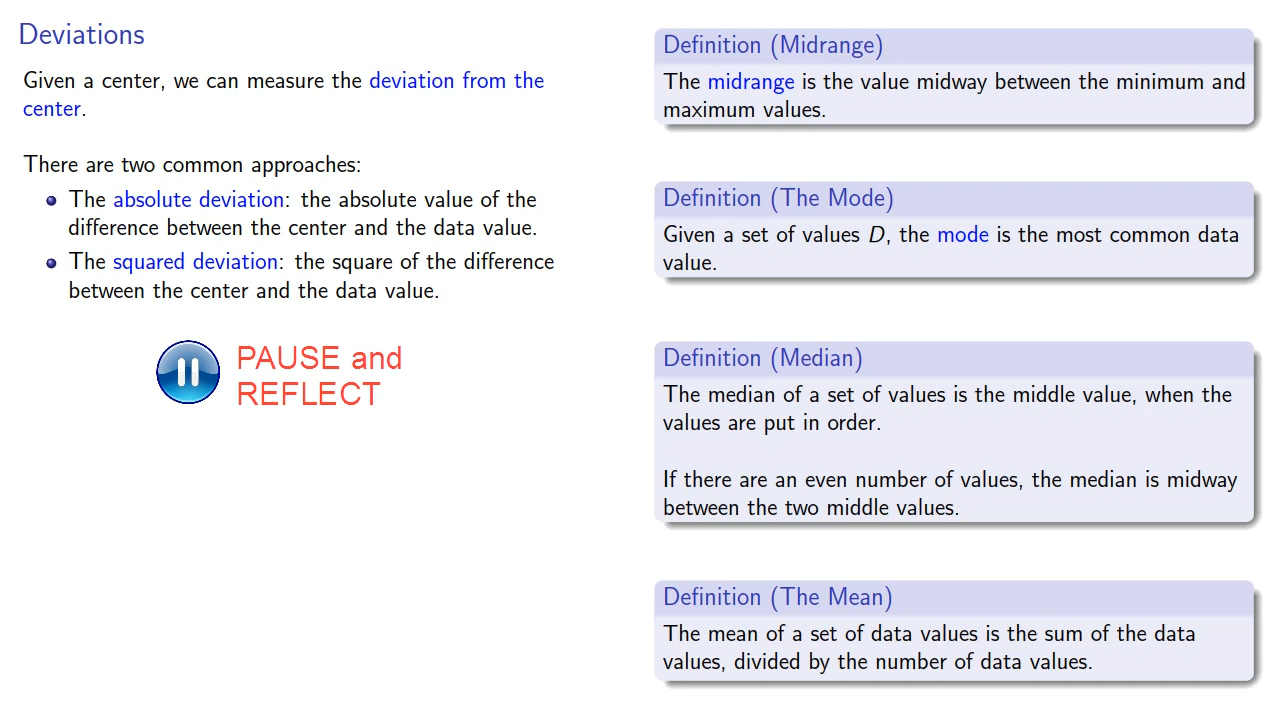 Deviations
Given a center, we can measure the deviation from the
center.
There are two common approaches:
The absolute deviation: the absolute value of the
difference between the center and the data value.
The squared deviation: the square of the difference
between the center and the data value.
PAUSE and
REFLECT
Definition (Midrange)
The midrange is the value midway between the minimum and
maximum values.
Definition (The Mode)
Given a set of values D, the mode is the most common data
value.
Definition (Median)
The median of a set of values is the middle value, when the
values are put in order.
If there are an even number of values, the median is midway
between the two middle values.
Definition (The Mean)
The mean of a set of data values is the sum of the data
values, divided by the number of data values.